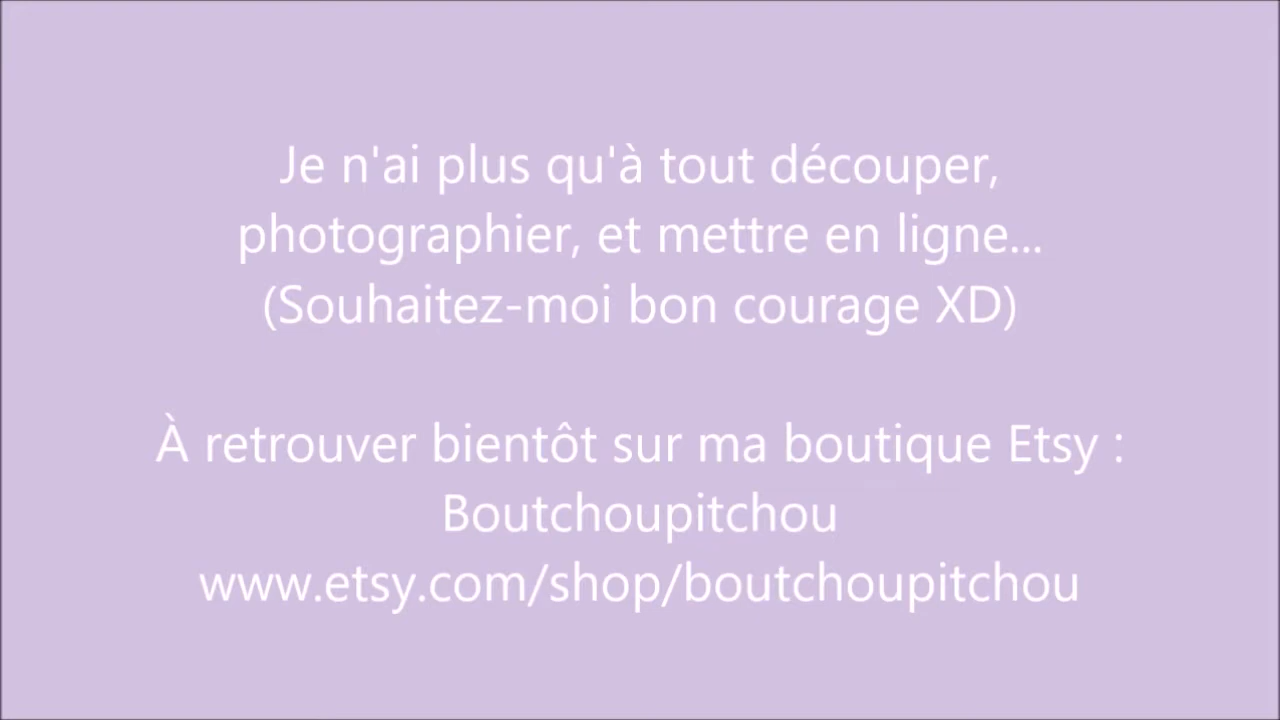 Je n'ai plus qu'à tout découper,
photographier, et mettre en ligne...
(Souhaitez-moi bon courage XD)
À retrouver bientôt sur ma boutique Etsy :
Boutchoupitchou
www.etsy.com/shop/boutchoupitchou